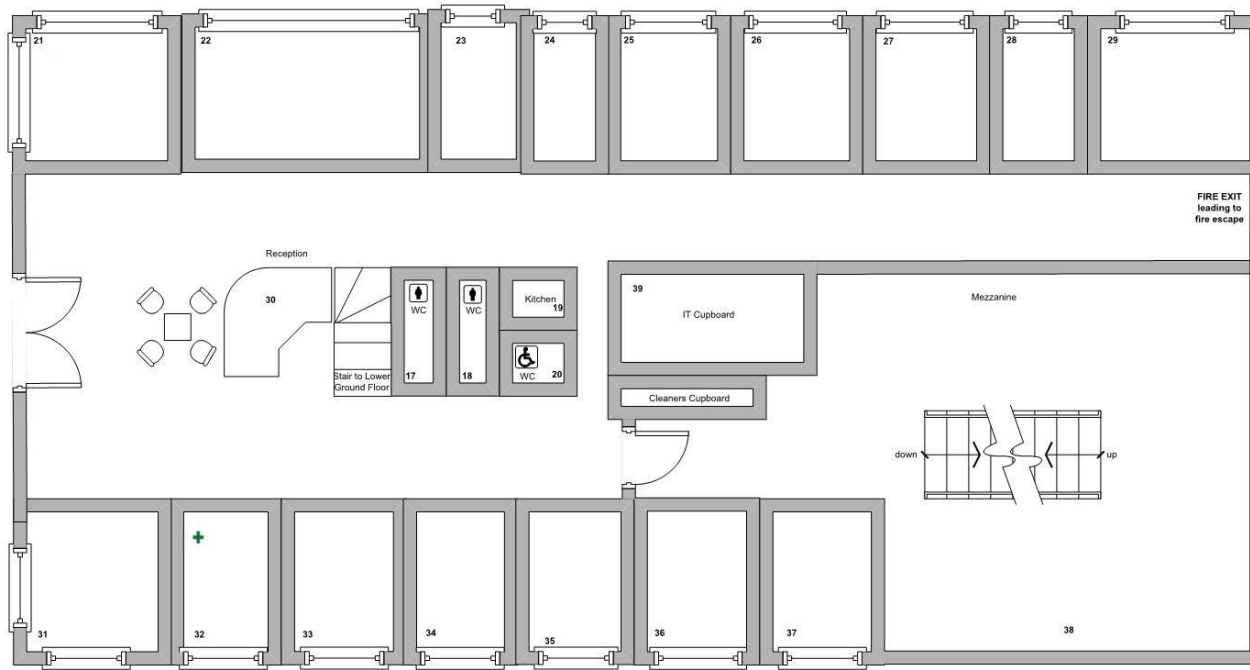 21
22
23
24
25
26
27
28
29
FIRE EXIT
leading to
fire escape
Reception
30
39
Mezzanine
WC
WC
Kitchen
19
IT Cupboard
Stair to Lower
Ground Floor
17
18
WC
20
Cleaners Cupboard
down
up
31
32
33
34
35
36
37
38